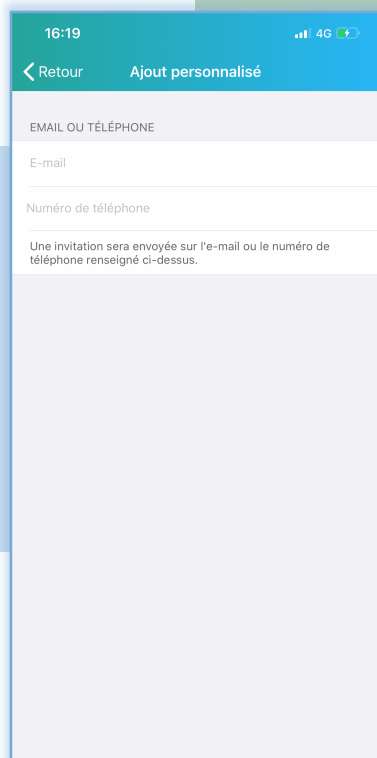 16:19 4G
Retour Ajout personnalisé
EMAIL OU TÉLÉPHONE
E-mail
Numéro de téléphone
Une invitation sera envoyée sur l'e-mail ou le numéro de
téléphone renseigné ci-dessus.